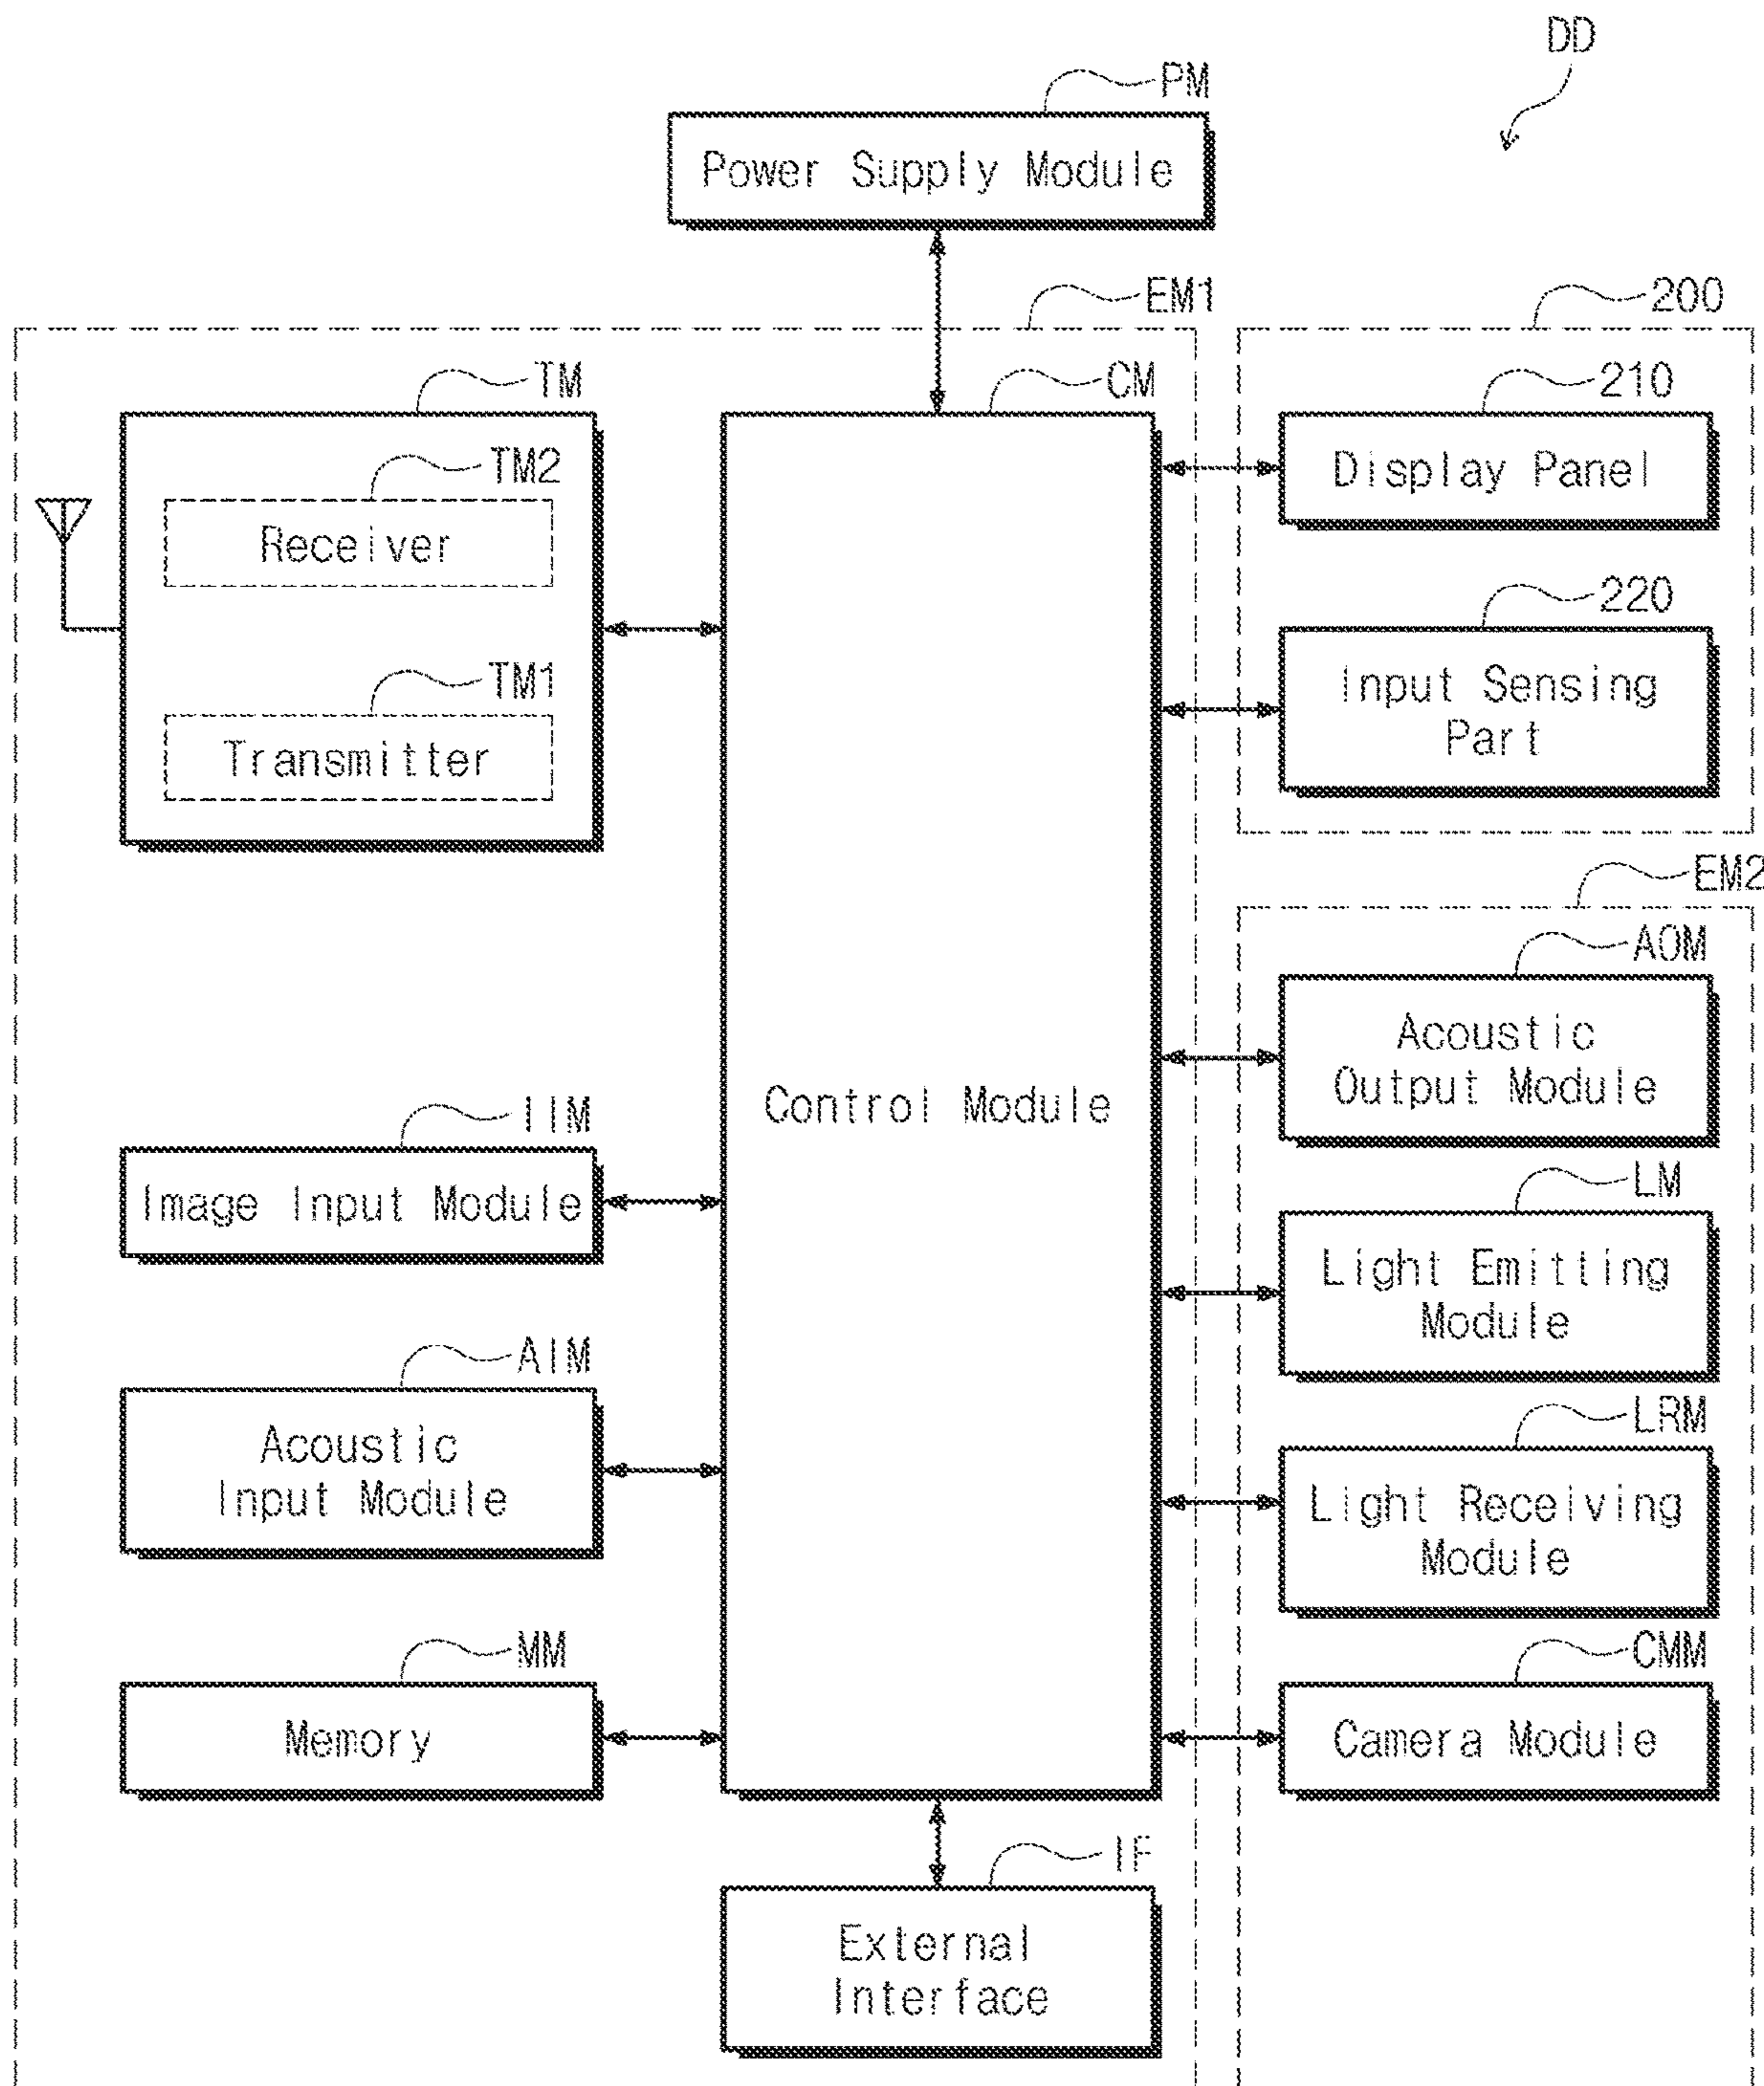 DD
PM
Power Supply Module
EM1
200
TM
CM
210
TM2
Receiver
Display Panel
TM1
Transmitter
220
Input Sensing
Part
EM2
AOM
Acoustic
Output Module
Control Module
IIM
Image Input Module
LM
Light Emitting
Module
AIM
Acoustic
Input Module
LRM
Light Receiving
Module
MM
Memory
CMM
Camera Module
IF
External
Interface